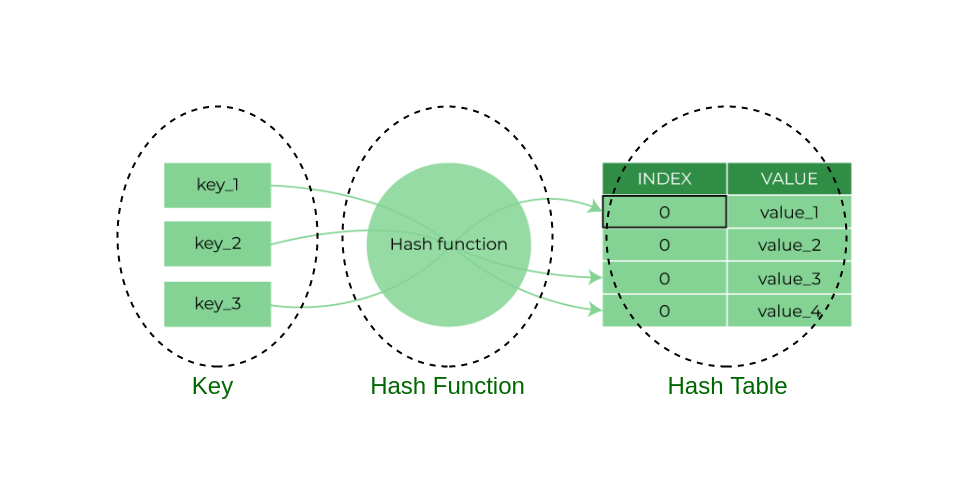 key_1
key_2
key_3
Hash function
INDEX VALUE
0 value_1
0 value_2
0 value_3
0 value_4
Key
Hash Function
Hash Table